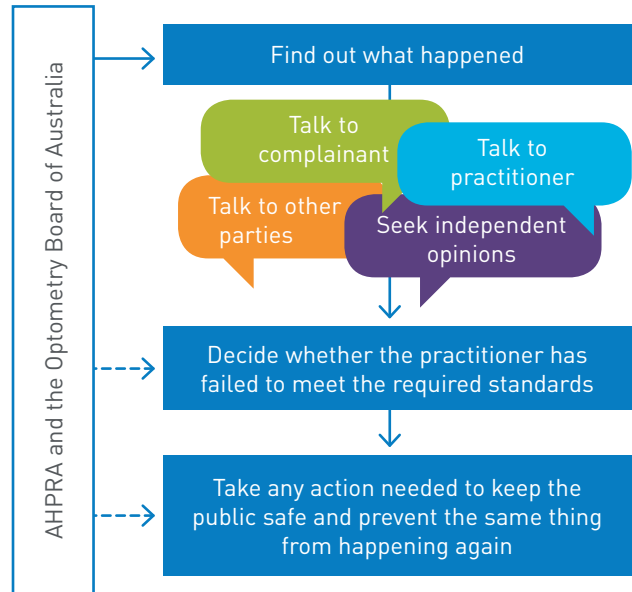 AHPRA and the Optometry Board of Australia
Find out what happened
Talk to
complainant
Talk to
practitioner
Talk to other
parties
Seek independent
opinions
Decide whether the practitioner has
failed to meet the required standards
Take any action needed to keep the
public safe and prevent the same thing
from happening again